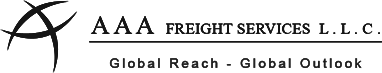 AAA FREIGHT SERVICES L.L.C.
Global Reach - Global Outlook